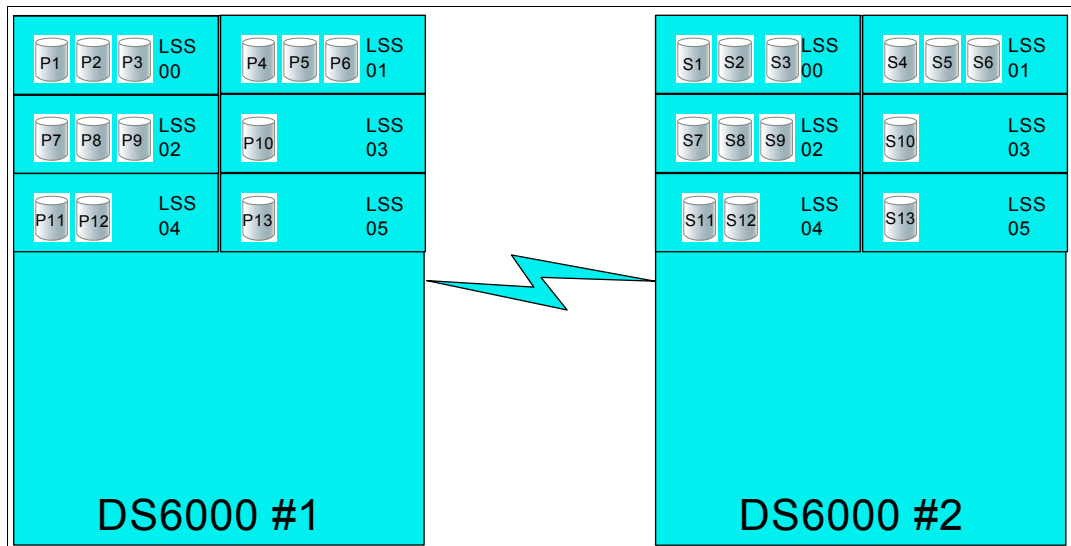 P1 P2 P3 LSS 00
P4 P5 P6 LSS 01
P7 P8 P9 LSS 02
P10 LSS 03
P11 P12 LSS 04
P13 LSS 05
DS6000 #1
S1 S2 S3 LSS 00
S4 S5 S6 LSS 01
S7 S8 S9 LSS 02
S10 LSS 03
S11 S12 LSS 04
S13 LSS 05
DS6000 #2